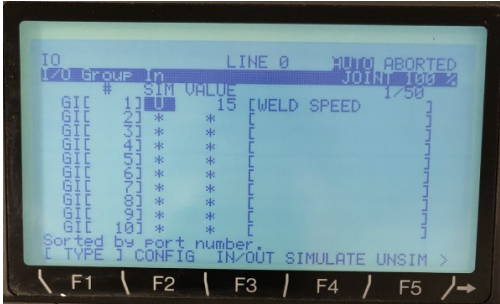 IO LINE 0 AUTO ABORTED
I/O Group In JOINT 100 %
# SIM VALUE 1/50
GI[ 1] U 15 [WELD SPEED ]
GI[ 2] * * [ ]
GI[ 3] * * [ ]
GI[ 4] * * [ ]
GI[ 5] * * [ ]
GI[ 6] * * [ ]
GI[ 7] * * [ ]
GI[ 8] * * [ ]
GI[ 9] * * [ ]
GI[ 10] * * [ ]
Sorted by port number.
[ TYPE ] CONFIG IN/OUT SIMULATE UNSIM >
F1 F2 F3 F4 F5 →